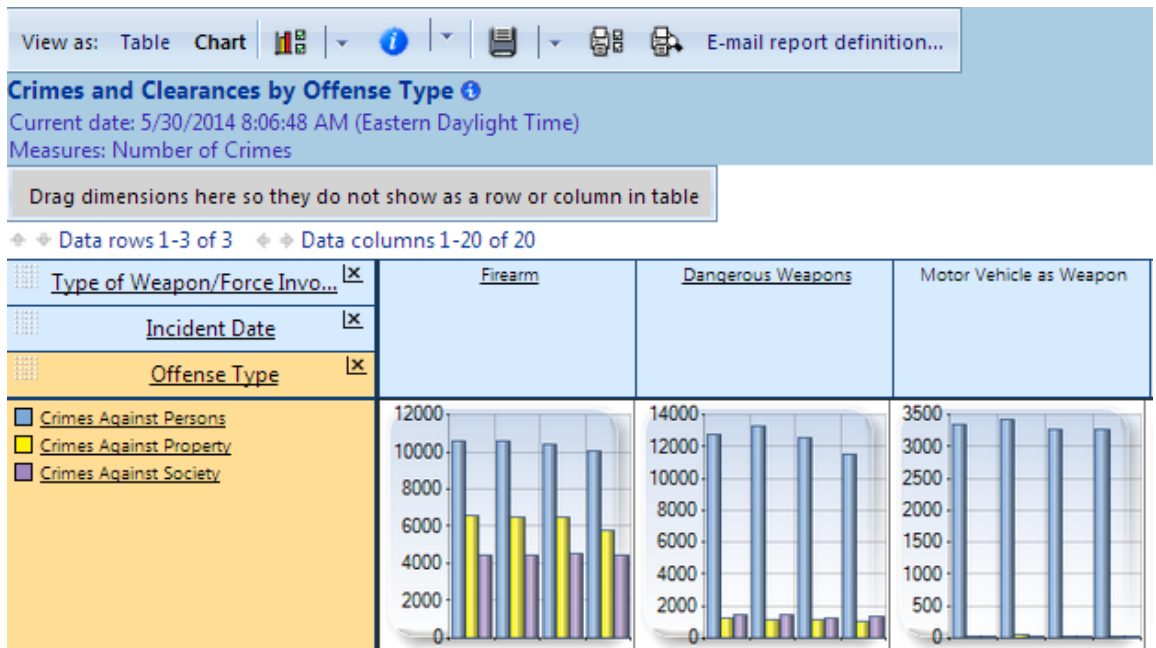 View as: Table Chart E-mail report definition...
Crimes and Clearances by Offense Type
Current date: 5/30/2014 8:06:48 AM (Eastern Daylight Time)
Measures: Number of Crimes
Drag dimensions here so they do not show as a row or column in table
Data rows 1-3 of 3 Data columns 1-20 of 20
Type of Weapon/Force Invo...
Incident Date
Offense Type
Firearm
Dangerous Weapons
Motor Vehicle as Weapon
Crimes Against Persons
Crimes Against Property
Crimes Against Society
12000
10000
8000
6000
4000
2000
0
14000
12000
10000
8000
6000
4000
2000
0
3500
3000
2500
2000
1500
1000
500
0